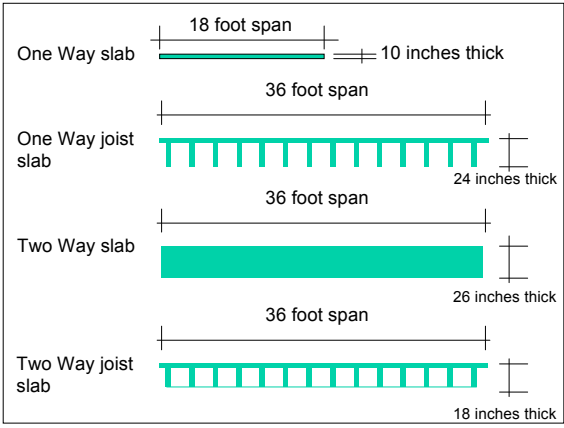 18 foot span
One Way slab
10 inches thick
36 foot span
One Way joist
slab
24 inches thick
36 foot span
Two Way slab
26 inches thick
36 foot span
Two Way joist
slab
18 inches thick